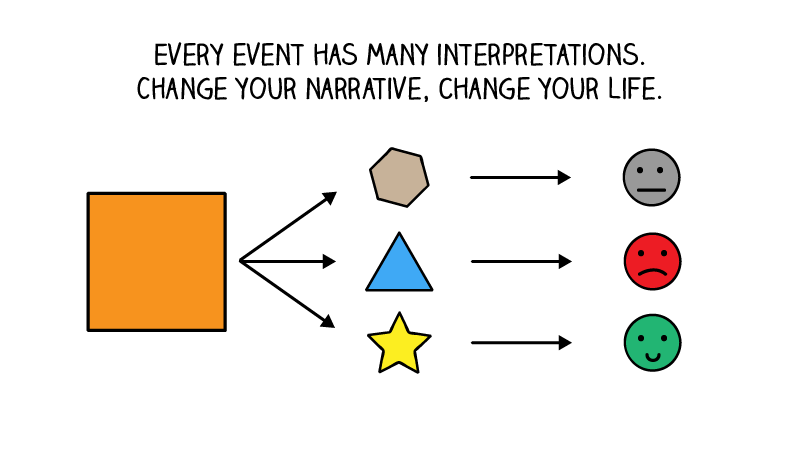 EVERY EVENT HAS MANY INTERPRETATIONS.
CHANGE YOUR NARRATIVE, CHANGE YOUR LIFE.